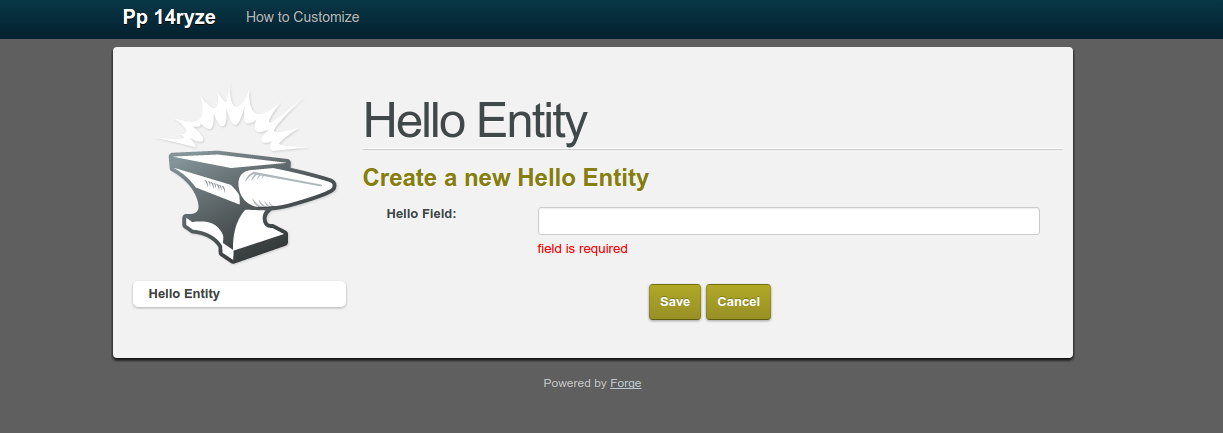 Pp 14ryze How to Customize
Hello Entity
Create a new Hello Entity
Hello Field:
field is required
Hello Entity
Save Cancel
Powered by Forge